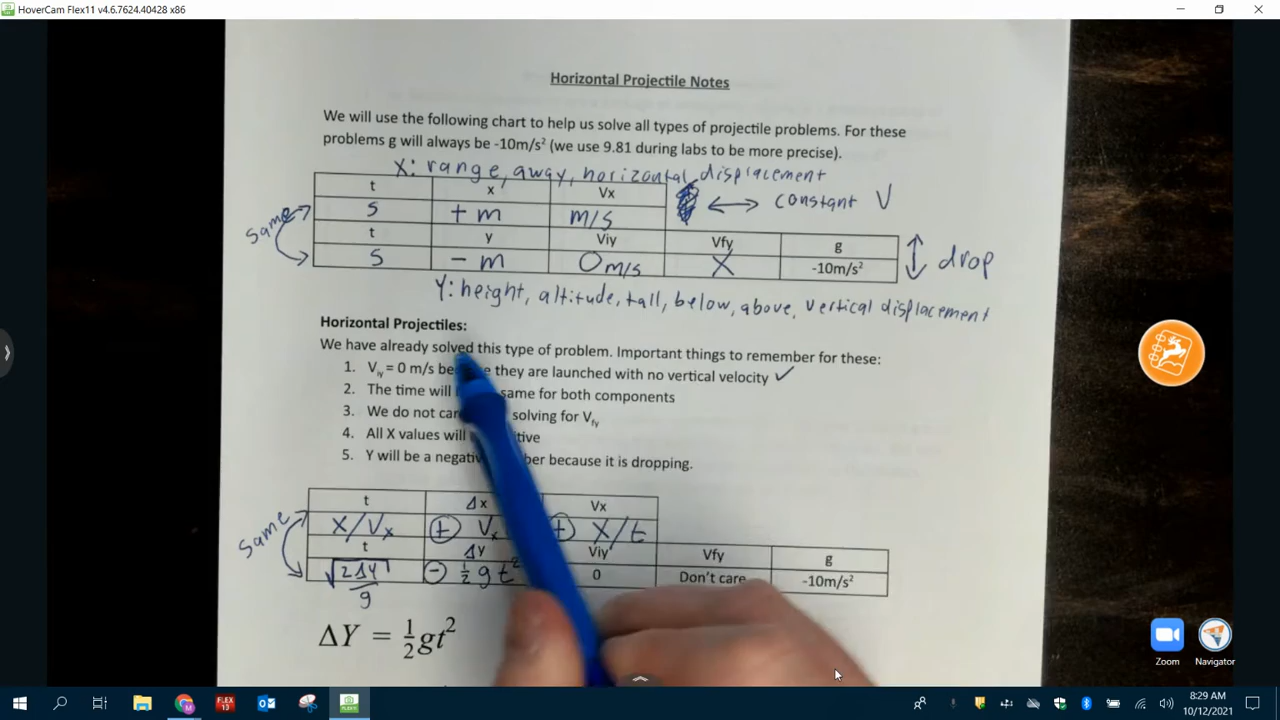 HoverCam Flex11 v4.6.7624.40428 x86
Horizontal Projectile Notes
We will use the following chart to help us solve all types of projectile problems. For these
problems g will always be -10m/s² (we use 9.81 during labs to be more precise).
X: range, away, horizontal displacement
t x Vx
S + m m/s ↔ constant V
Same
t y Viy Vfy g
S - m 0 m/s X -10m/s² drop
Y: height, altitude, tall, below, above, vertical displacement
Horizontal Projectiles:
We have already solved this type of problem. Important things to remember for these:
1. Viy = 0 m/s they are launched with no vertical velocity ✓
2. The time will same for both components
3. We do not solving for Vfy
4. All X values will
5. Y will be a negative because it is dropping.
t Δx Vx
X/Vx + Vx + X/t
Same
t Δy Viy Vfy g
√2ΔY/g - ½ g t² 0 Don't care -10m/s²
ΔY = ½gt²
Zoom
Navigator
FLEX 13
FLEX11
8:29 AM
10/12/2021